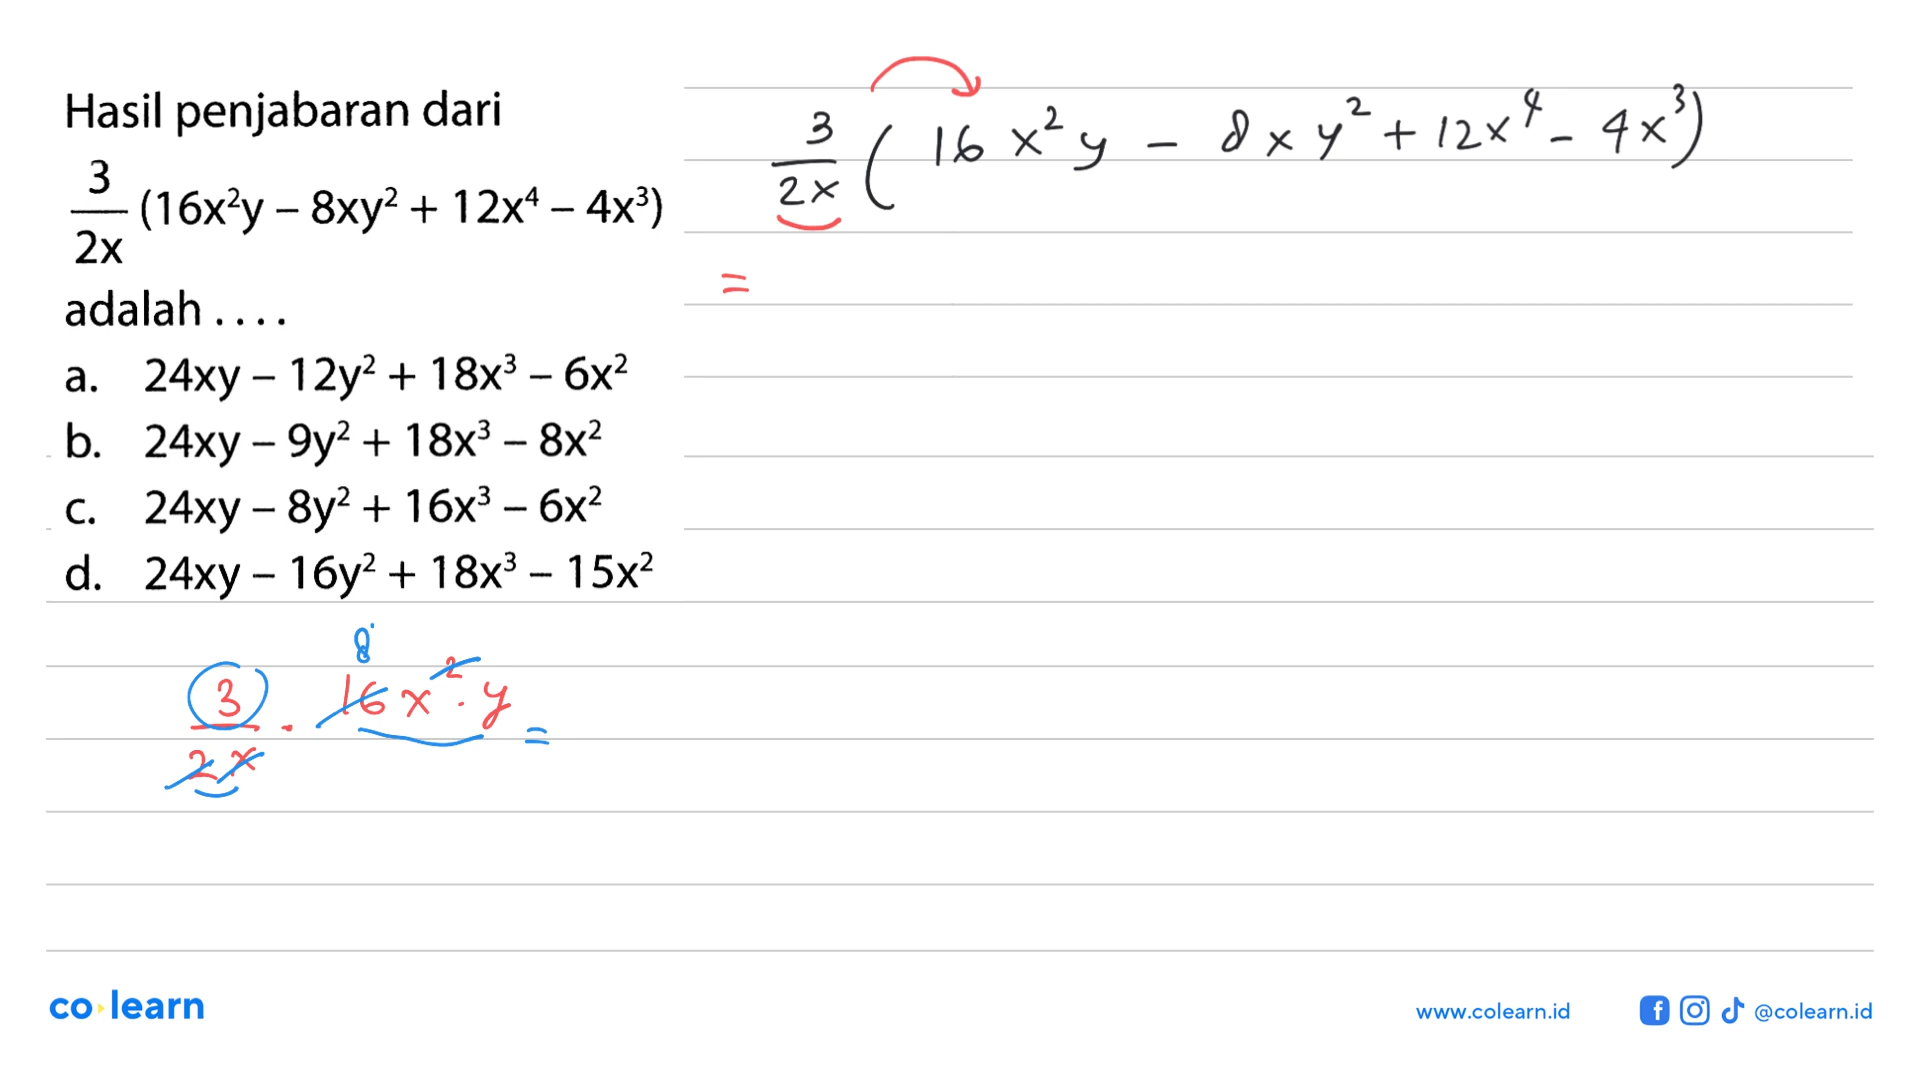 Hasil penjabaran dari
3/2x (16x²y – 8xy² + 12x⁴ – 4x³)
adalah ....
a. 24xy – 12y² + 18x³ – 6x²
b. 24xy – 9y² + 18x³ – 8x²
c. 24xy – 8y² + 16x³ – 6x²
d. 24xy – 16y² + 18x³ – 15x²
3/2x (16x²y – 8xy² + 12x⁴ – 4x³)
=
8
3/2x · 16x² · y =
co learn
www.colearn.id
@colearn.id